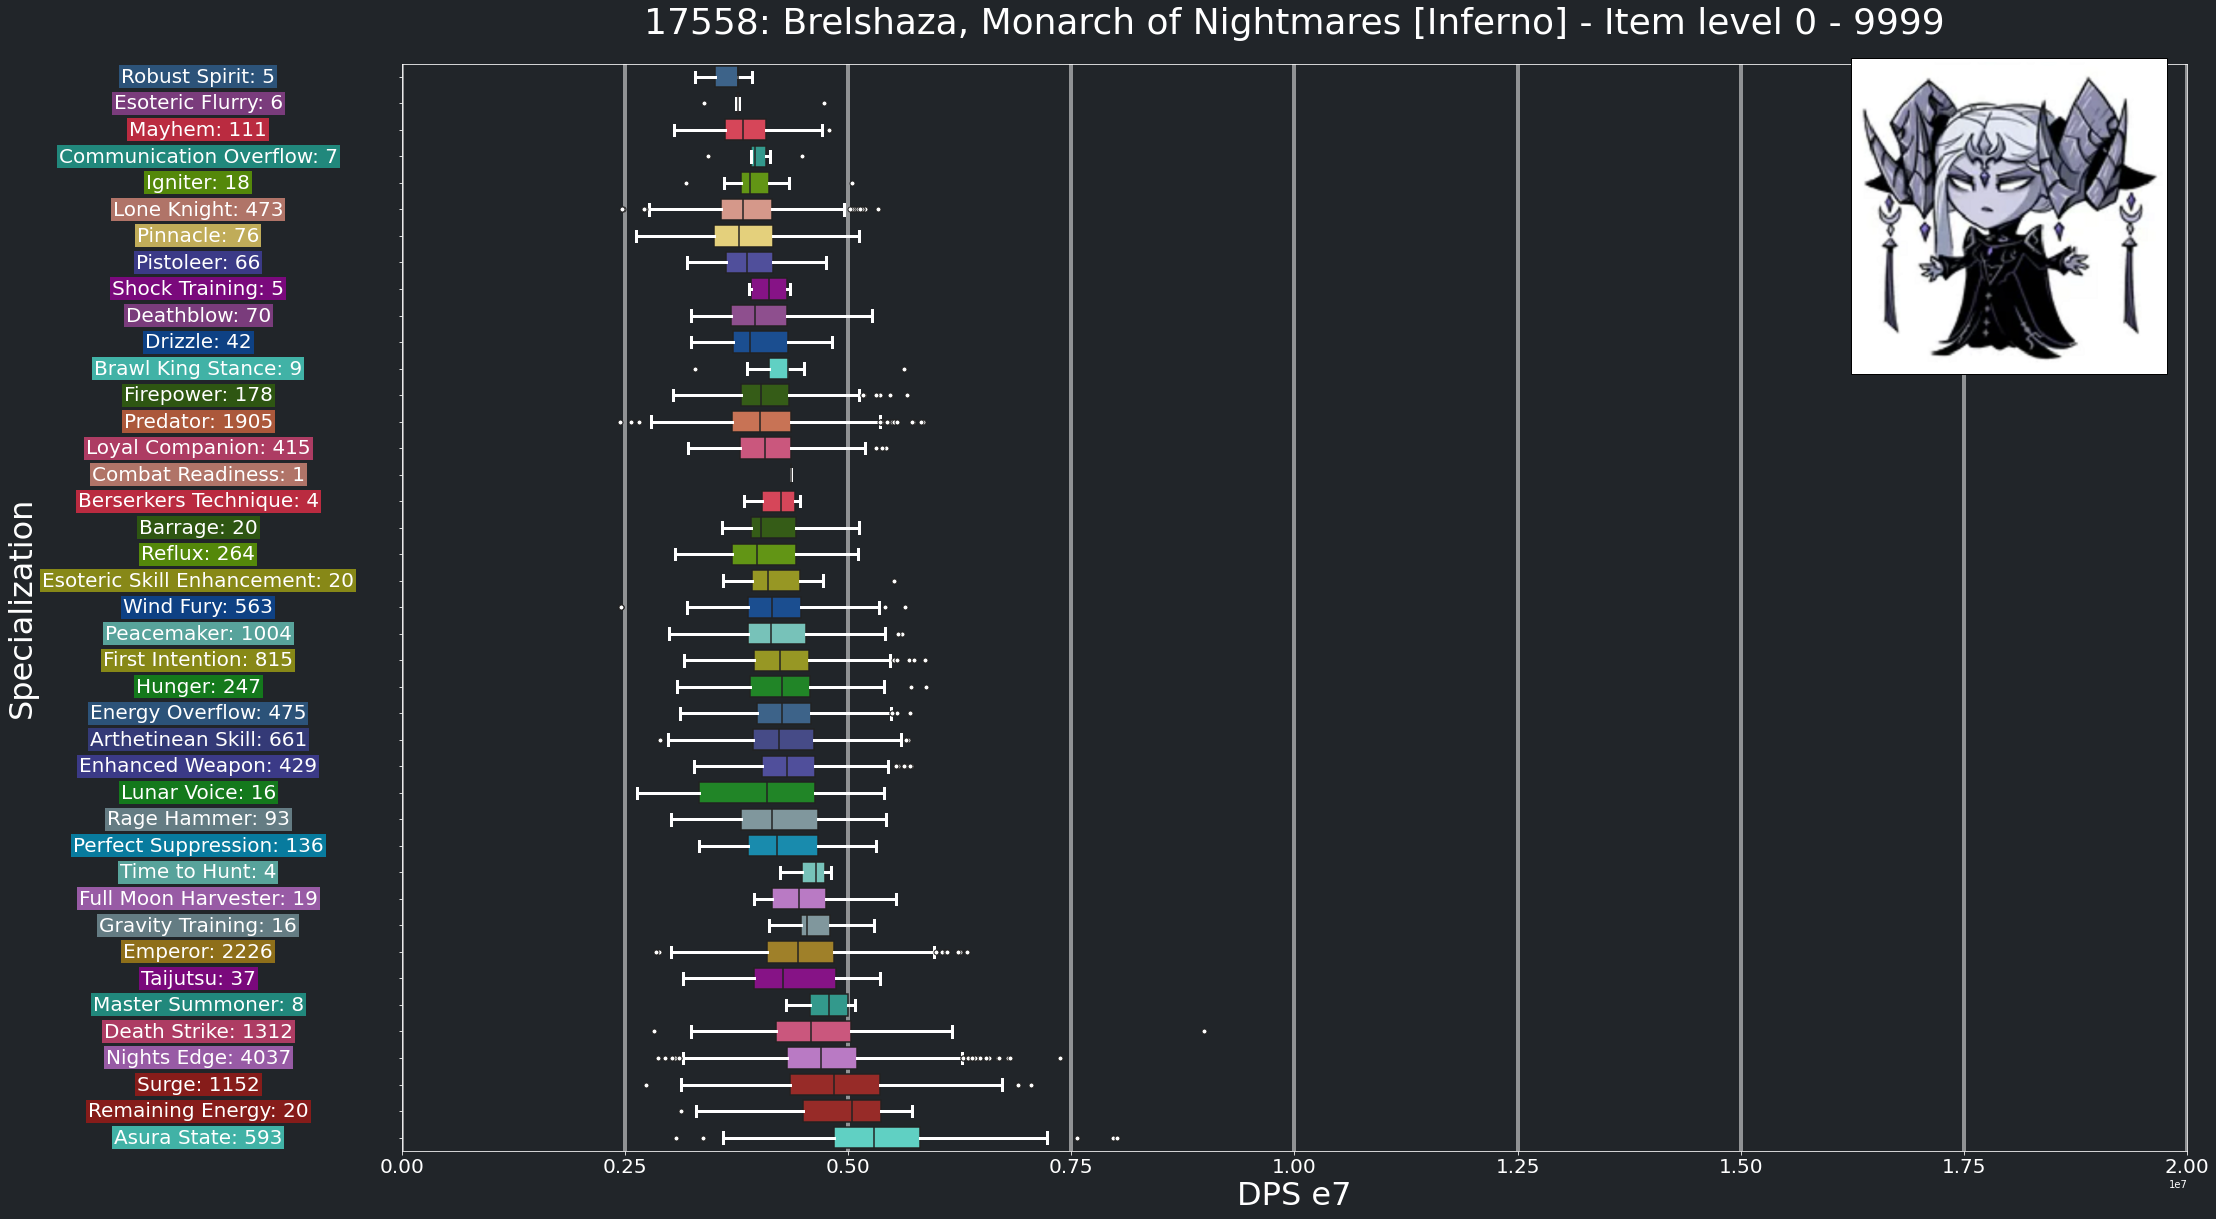 17558: Brelshaza, Monarch of Nightmares [Inferno] - Item level 0 - 9999
Specialization
Robust Spirit: 5
Esoteric Flurry: 6
Mayhem: 111
Communication Overflow: 7
Igniter: 18
Lone Knight: 473
Pinnacle: 76
Pistoleer: 66
Shock Training: 5
Deathblow: 70
Drizzle: 42
Brawl King Stance: 9
Firepower: 178
Predator: 1905
Loyal Companion: 415
Combat Readiness: 1
Berserkers Technique: 4
Barrage: 20
Reflux: 264
Esoteric Skill Enhancement: 20
Wind Fury: 563
Peacemaker: 1004
First Intention: 815
Hunger: 247
Energy Overflow: 475
Arthetinean Skill: 661
Enhanced Weapon: 429
Lunar Voice: 16
Rage Hammer: 93
Perfect Suppression: 136
Time to Hunt: 4
Full Moon Harvester: 19
Gravity Training: 16
Emperor: 2226
Taijutsu: 37
Master Summoner: 8
Death Strike: 1312
Nights Edge: 4037
Surge: 1152
Remaining Energy: 20
Asura State: 593
0.00 0.25 0.50 0.75 1.00 1.25 1.50 1.75 2.00
1e7
DPS e7